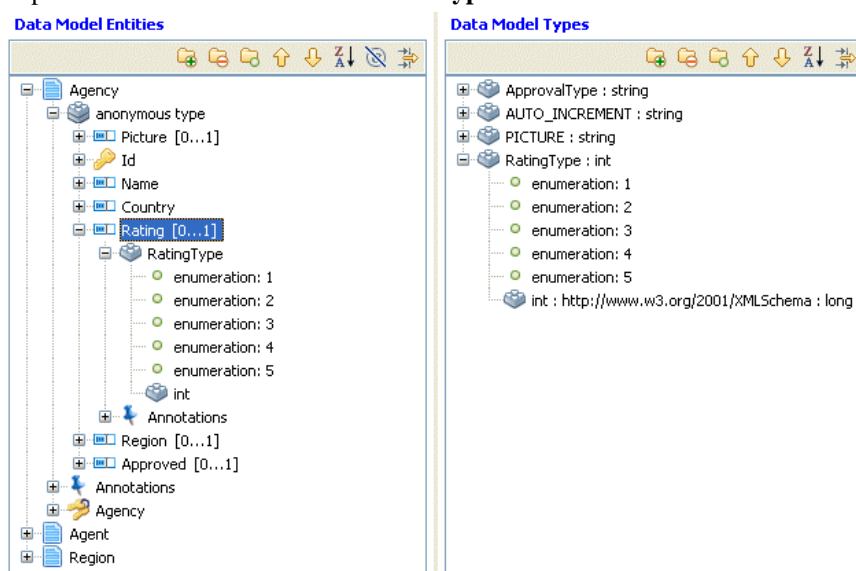 Data Model Entities
Agency
anonymous type
Picture [0...1]
Id
Name
Country
Rating [0...1]
RatingType
enumeration: 1
enumeration: 2
enumeration: 3
enumeration: 4
enumeration: 5
int
Annotations
Region [0...1]
Approved [0...1]
Annotations
Agency
Agent
Region
Data Model Types
ApprovalType : string
AUTO_INCREMENT : string
PICTURE : string
RatingType : int
enumeration: 1
enumeration: 2
enumeration: 3
enumeration: 4
enumeration: 5
int : http://www.w3.org/2001/XMLSchema : long